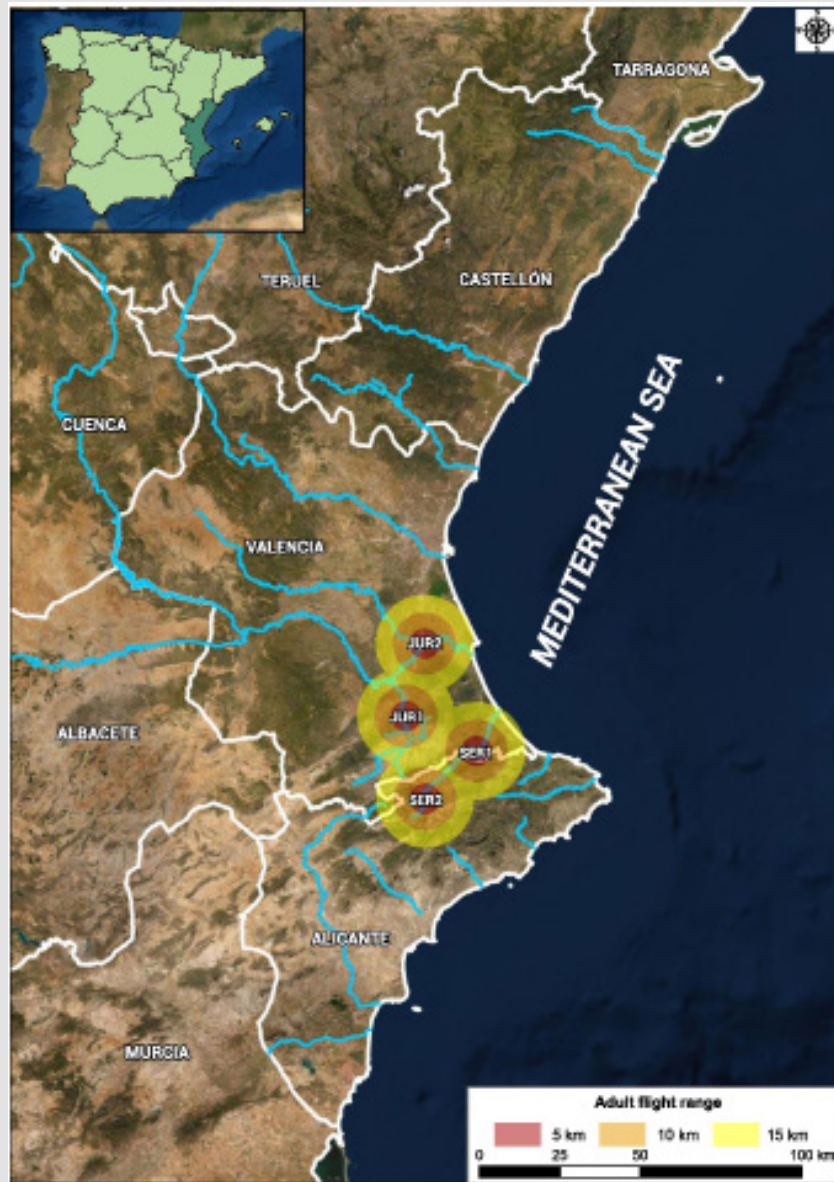 TARRAGONA
TERUEL
CASTELLÓN
CUENCA
MEDITERRANEAN SEA
VALENCIA
JUR2
JUR1
ALBACETE
SER1
SER2
ALICANTE
MURCIA
Adult flight range
5 km 10 km 15 km
0 25 50 100 km